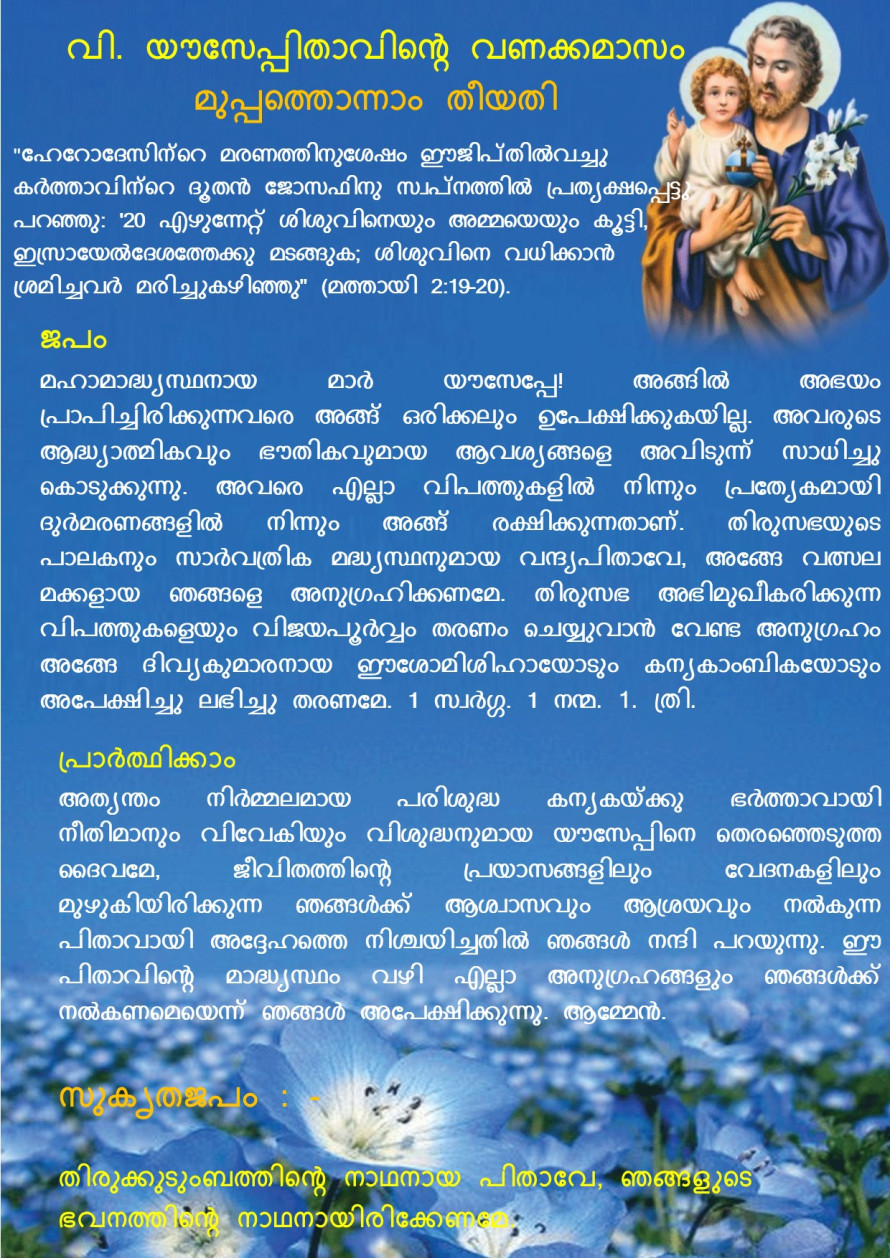 വി. യൗസേപ്പിതാവിന്റെ വണക്കമാസം
മുപ്പത്തൊന്നാം തീയതി
"ഹേറോദേസിന്റെ മരണത്തിനുശേഷം ഈജിപ്തിൽവച്ചു
കർത്താവിന്റെ ദൂതൻ ജോസഫിനു സ്വപ്നത്തിൽ പ്രത്യക്ഷപ്പെട്ടു
പറഞ്ഞു: '20 എഴുന്നേറ്റ് ശിശുവിനെയും അമ്മയെയും കൂട്ടി,
ഇസ്രായേൽദേശത്തേക്കു മടങ്ങുക; ശിശുവിനെ വധിക്കാൻ
ശ്രമിച്ചവർ മരിച്ചുകഴിഞ്ഞു" (മത്തായി 2:19-20).
ജപം
മഹാമാദ്ധ്യസ്ഥനായ മാർ യൗസേപ്പേ! അങ്ങിൽ അഭയം
പ്രാപിച്ചിരിക്കുന്നവരെ അങ്ങ് ഒരിക്കലും ഉപേക്ഷിക്കുകയില്ല. അവരുടെ
ആദ്ധ്യാത്മികവും ഭൗതികവുമായ ആവശ്യങ്ങളെ അവിടുന്ന് സാധിച്ചു
കൊടുക്കുന്നു. അവരെ എല്ലാ വിപത്തുകളിൽ നിന്നും പ്രത്യേകമായി
ദുർമരണങ്ങളിൽ നിന്നും അങ്ങ് രക്ഷിക്കുന്നതാണ്. തിരുസഭയുടെ
പാലകനും സാർവത്രിക മദ്ധ്യസ്ഥനുമായ വന്ദ്യപിതാവേ, അങ്ങേ വത്സല
മക്കളായ ഞങ്ങളെ അനുഗ്രഹിക്കണമേ. തിരുസഭ അഭിമുഖീകരിക്കുന്ന
വിപത്തുകളെയും വിജയപൂർവ്വം തരണം ചെയ്യുവാൻ വേണ്ട അനുഗ്രഹം
അങ്ങേ ദിവ്യകുമാരനായ ഈശോമിശിഹായോടും കന്യകാംബികയോടും
അപേക്ഷിച്ചു ലഭിച്ചു തരണമേ. 1 സ്വർഗ്ഗ. 1 നന്മ. 1. ത്രി.
പ്രാർത്ഥിക്കാം
അത്യന്തം നിർമ്മലമായ പരിശുദ്ധ കന്യകയ്ക്കു ഭർത്താവായി
നീതിമാനും വിവേകിയും വിശുദ്ധനുമായ യൗസേപ്പിനെ തെരഞ്ഞെടുത്ത
ദൈവമേ, ജീവിതത്തിന്റെ പ്രയാസങ്ങളിലും വേദനകളിലും
മുഴുകിയിരിക്കുന്ന ഞങ്ങൾക്ക് ആശ്വാസവും ആശ്രയവും നൽകുന്ന
പിതാവായി അദ്ദേഹത്തെ നിശ്ചയിച്ചതിൽ ഞങ്ങൾ നന്ദി പറയുന്നു. ഈ
പിതാവിന്റെ മാദ്ധ്യസ്ഥം വഴി എല്ലാ അനുഗ്രഹങ്ങളും ഞങ്ങൾക്ക്
നൽകണമെയെന്ന് ഞങ്ങൾ അപേക്ഷിക്കുന്നു. ആമ്മേൻ.
സുകൃതജപം : -
തിരുക്കുടുംബത്തിന്റെ നാഥനായ പിതാവേ, ഞങ്ങളുടെ
ഭവനത്തിന്റെ നാഥനായിരിക്കേണമേ.